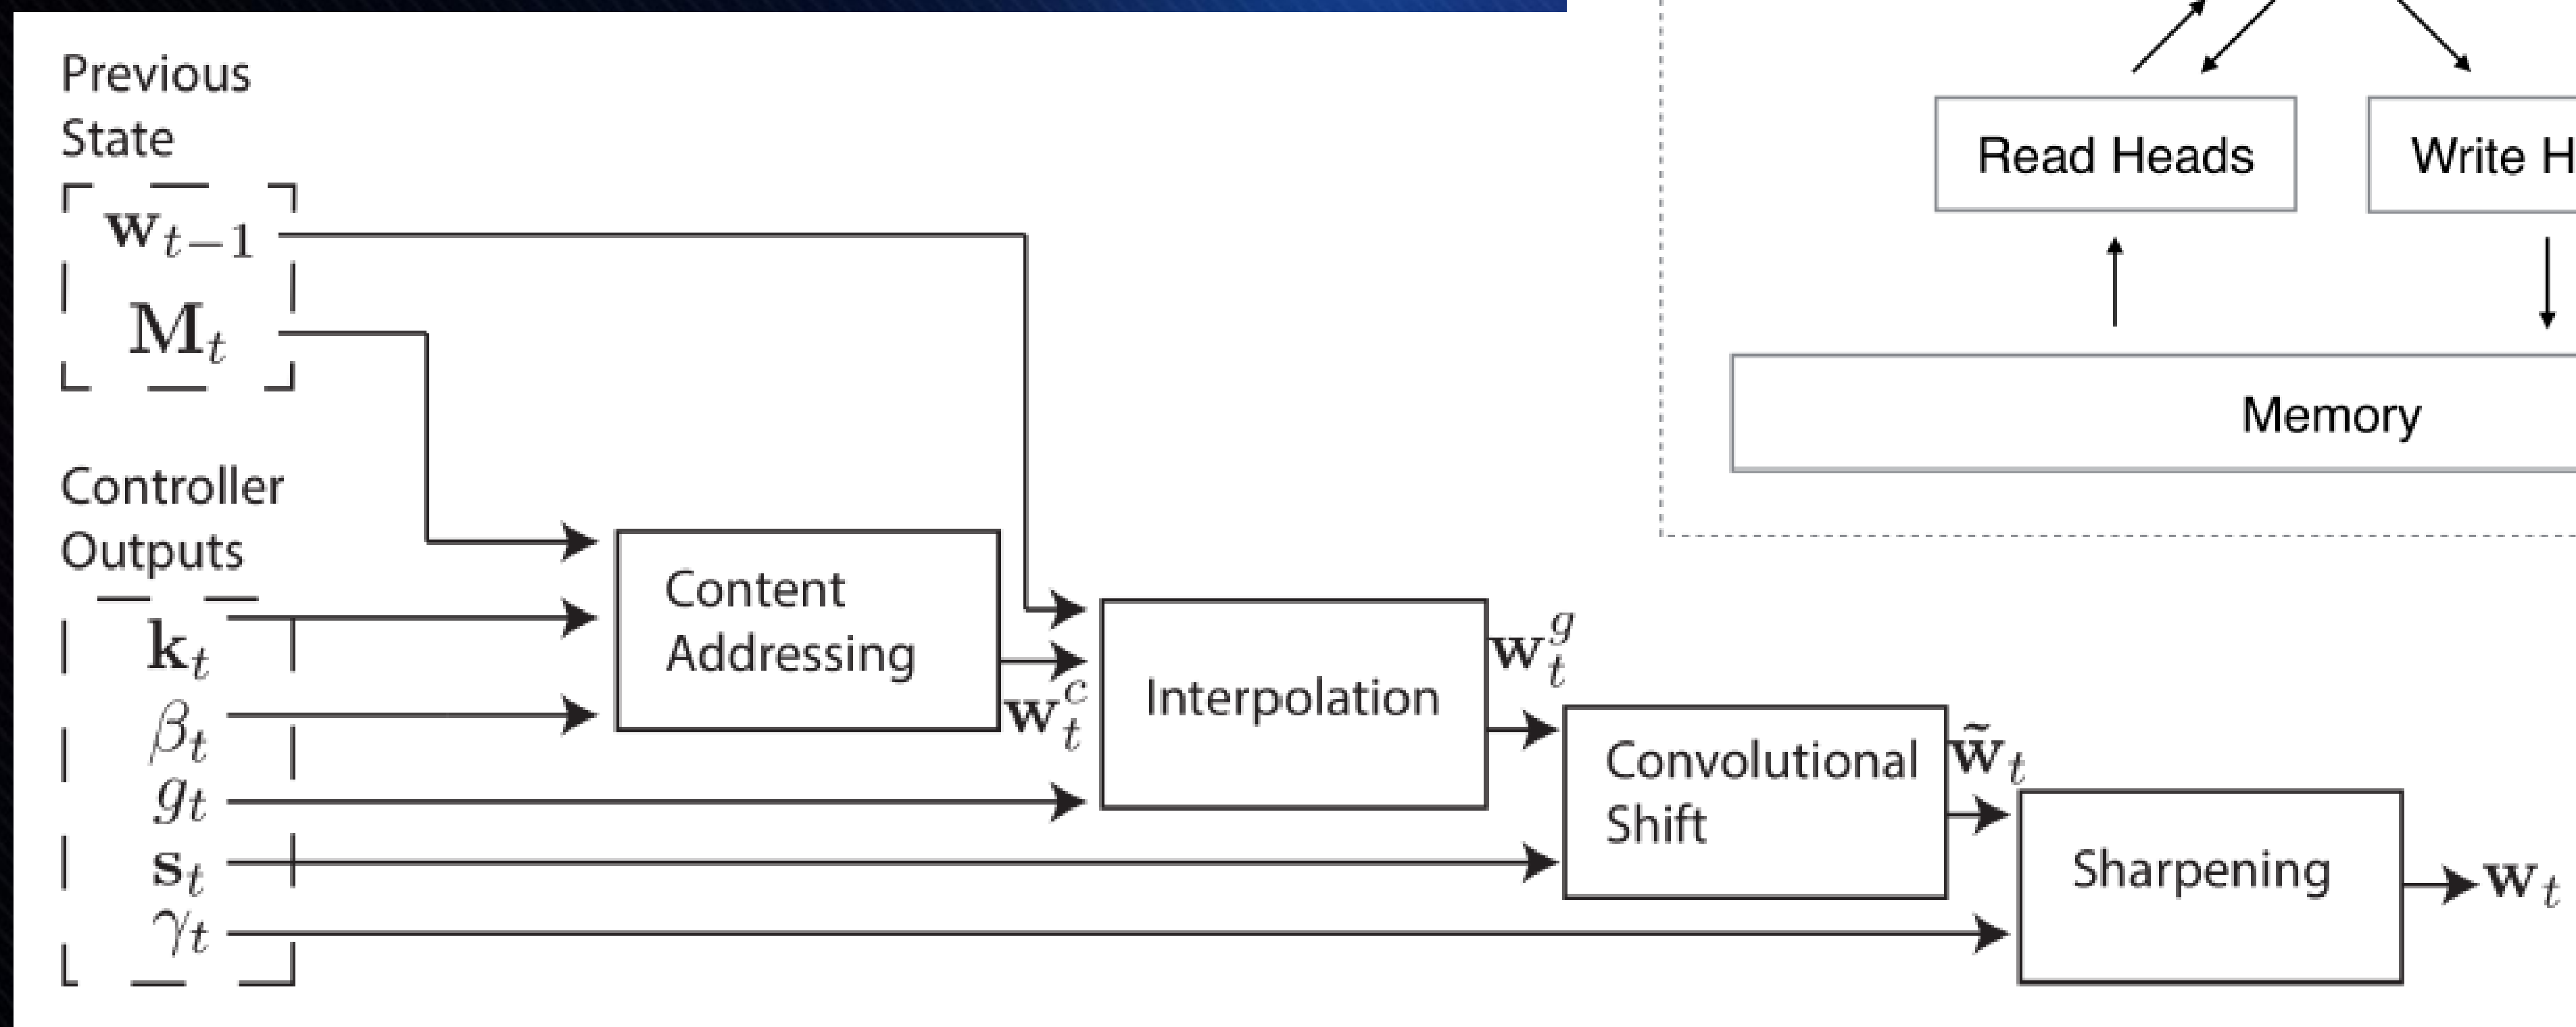 Previous
State
w_{t-1}
M_t
Controller
Outputs
k_t
β_t
g_t
s_t
γ_t
Content
Addressing
w_t^c
Interpolation
w_t^g
Convolutional
Shift
w̃_t
Sharpening
w_t
Read Heads
Write H
Memory